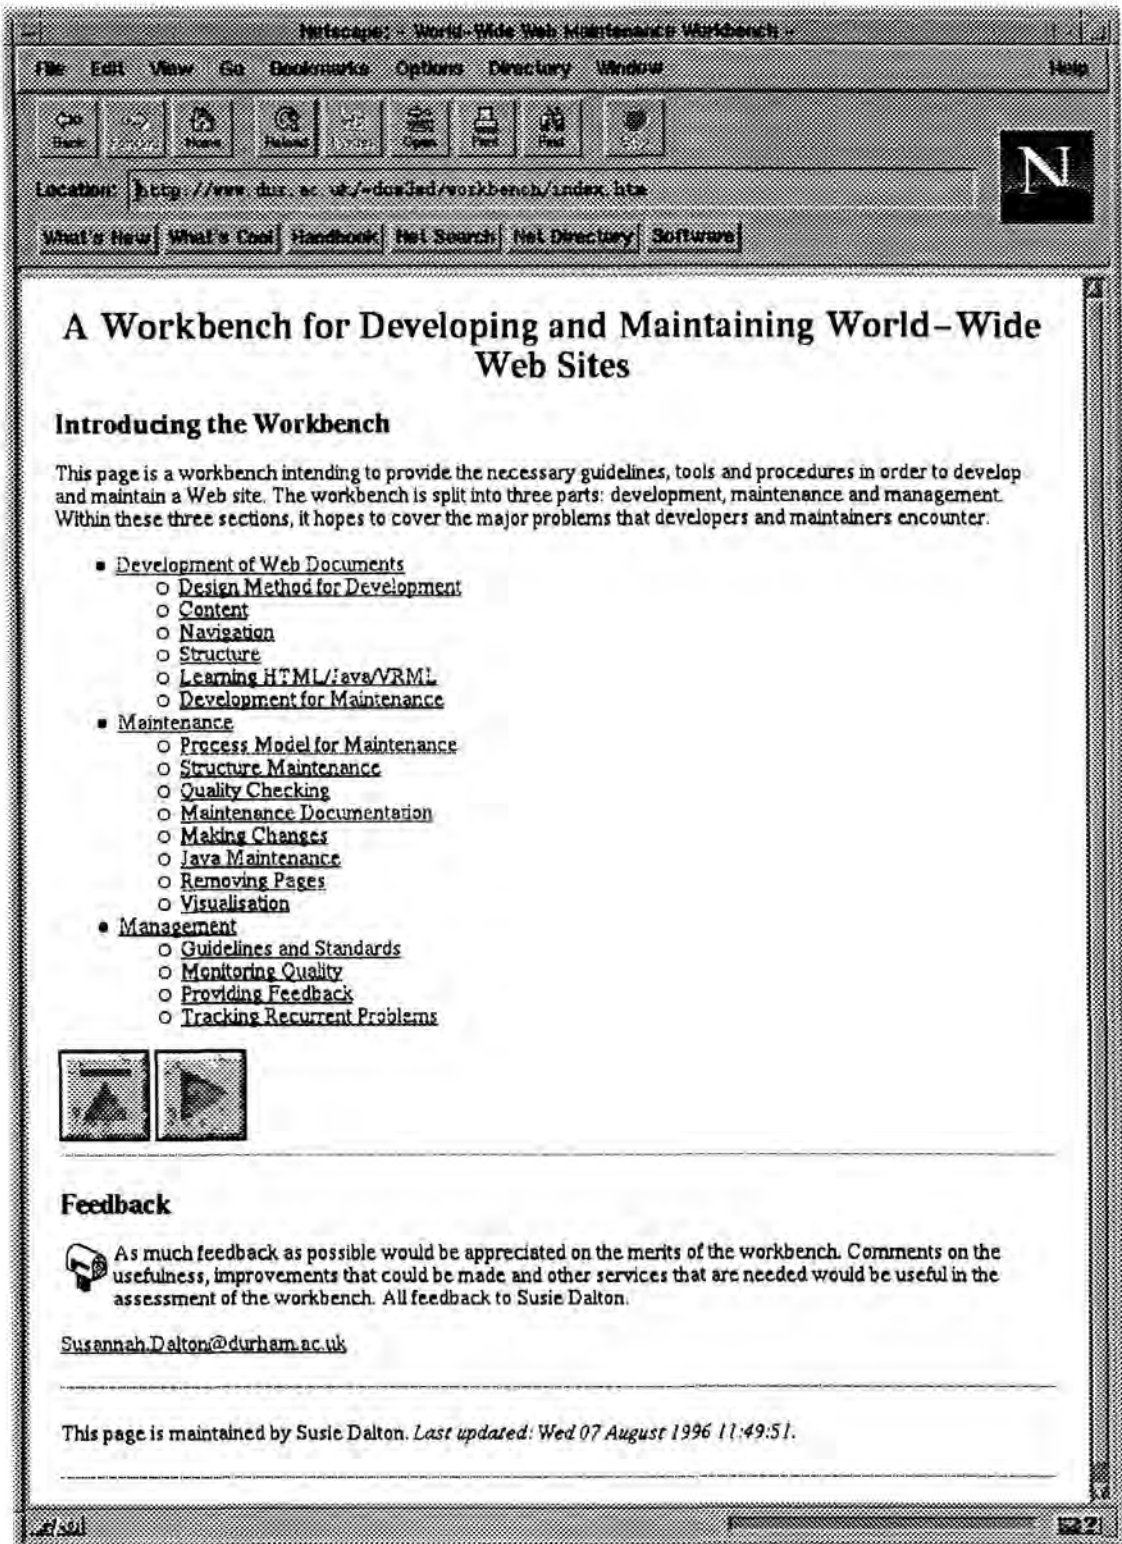 Netscape: - World-Wide Web Maintenance Workbench -
File Edit View Go Bookmarks Options Directory Window Help
Back Forward Home Reload Open Print Find Stop
Location: http://www.dur.ac.uk/
N
What's New What's Cool Handbook Net Search Net Directory Software
A Workbench for Developing and Maintaining World-Wide
Web Sites
Introducing the Workbench
This page is a workbench intending to provide the necessary guidelines, tools and procedures in order to develop
and maintain a Web site. The workbench is split into three parts: development, maintenance and management.
Within these three sections, it hopes to cover the major problems that developers and maintainers encounter.
Development of Web Documents
Design Method for Development
Content
Navigation
Structure
Learning HTML/Java/VRML
Development for Maintenance
Maintenance
Process Model for Maintenance
Structure Maintenance
Quality Checking
Maintenance Documentation
Making Changes
Java Maintenance
Removing Pages
Visualisation
Management
Guidelines and Standards
Monitoring Quality
Providing Feedback
Tracking Recurrent Problems
Feedback
As much feedback as possible would be appreciated on the merits of the workbench. Comments on the
usefulness, improvements that could be made and other services that are needed would be useful in the
assessment of the workbench. All feedback to Susie Dalton.
Susannah.Dalton@durham.ac.uk
This page is maintained by Susie Dalton. Last updated: Wed 07 August 1996 11:49:51.